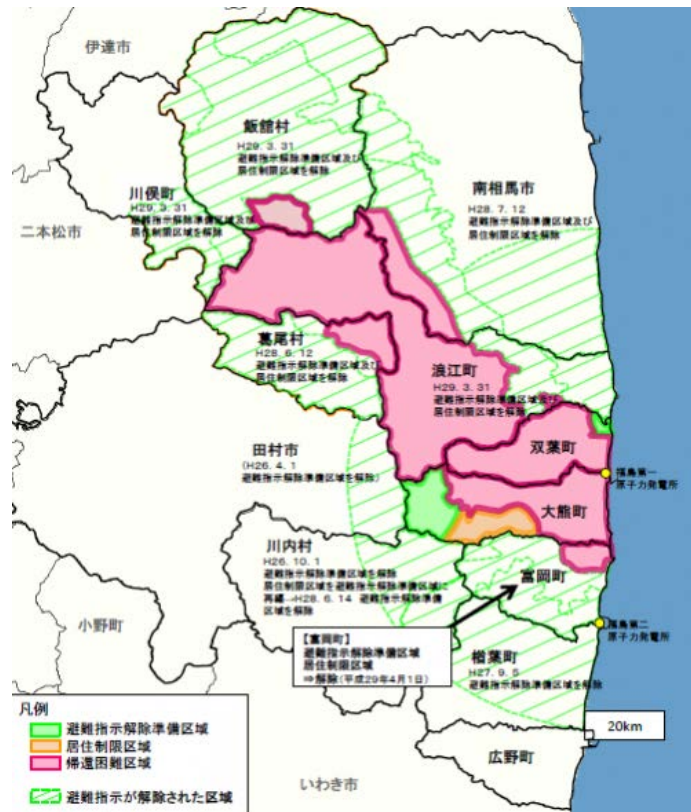 伊達市
飯舘村
H29.3.31
避難指示解除準備区域及び
居住制限区域を解除
川俣町
H29.3.31
避難指示解除準備区域及び
居住制限区域を解除
南相馬市
H28.7.12
避難指示解除準備区域及び
居住制限区域を解除
二本松市
葛尾村
H28.6.12
避難指示解除準備区域及び
居住制限区域を解除
浪江町
H29.3.31
避難指示解除準備区域及び
居住制限区域を解除
田村市
(H26.4.1
避難指示解除準備区域を解除)
双葉町
福島第一
原子力発電所
大熊町
川内村
H26.10.1
避難指示解除準備区域を解除
居住制限区域を避難指示解除準備区域に
再編→H28.6.14 避難指示解除準備
区域を解除
富岡町
小野町
【富岡町】
避難指示解除準備区域
居住制限区域
⇒解除(平成29年4月1日)
福島第二
原子力発電所
楢葉町
H27.9.5
避難指示解除準備区域を解除
凡例
避難指示解除準備区域
居住制限区域
帰還困難区域
避難指示が解除された区域
20km
広野町
いわき市